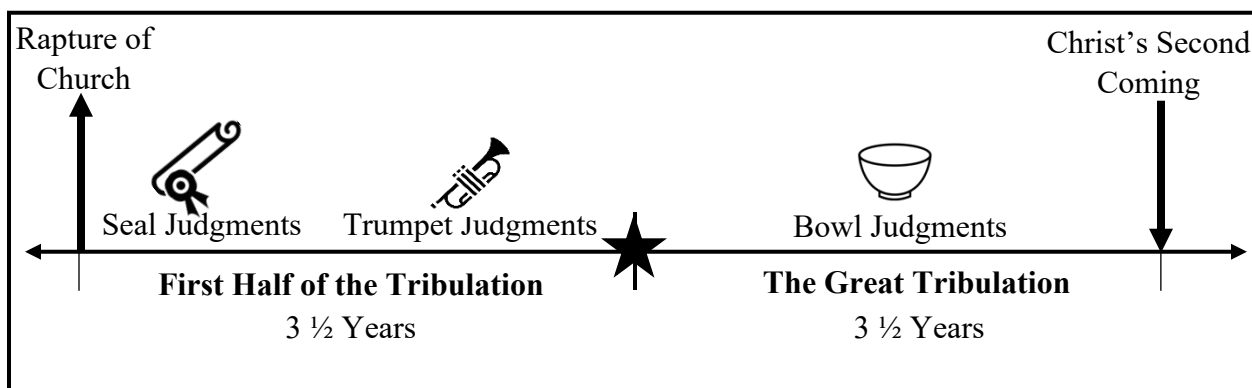 Rapture of
Church
Christ’s Second
Coming
Seal Judgments
Trumpet Judgments
Bowl Judgments
First Half of the Tribulation
3 ½ Years
The Great Tribulation
3 ½ Years